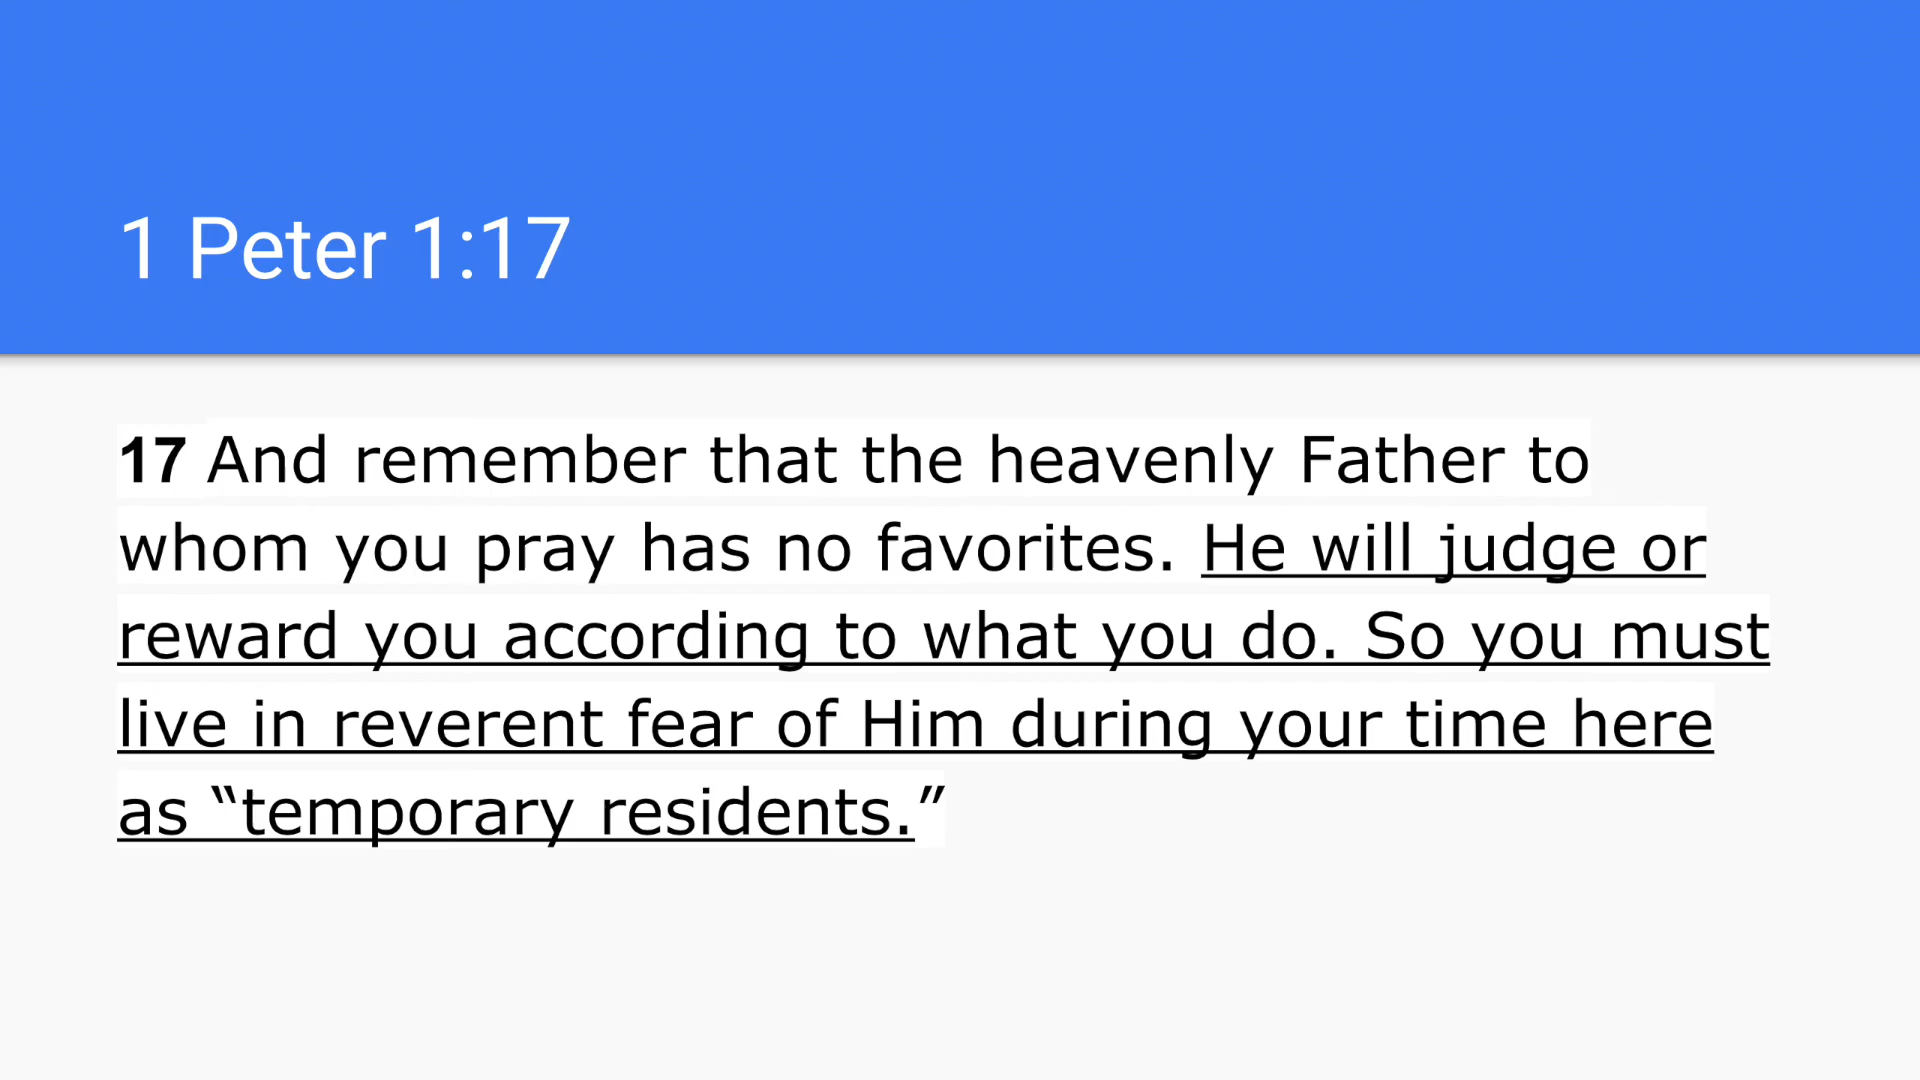 1 Peter 1:17
17 And remember that the heavenly Father to
whom you pray has no favorites. He will judge or
reward you according to what you do. So you must
live in reverent fear of Him during your time here
as “temporary residents.”